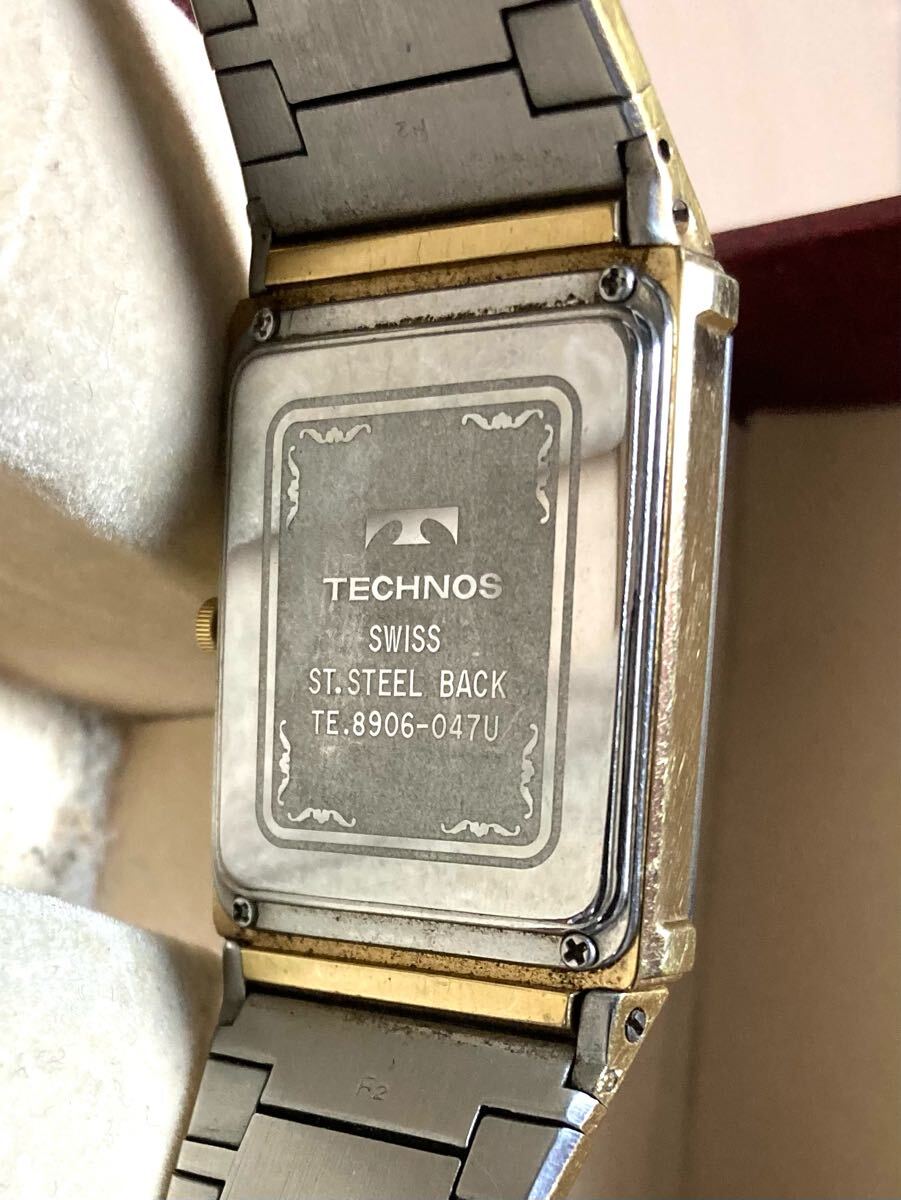 TECHNOS
SWISS
ST.STEEL BACK
TE.8906-047U